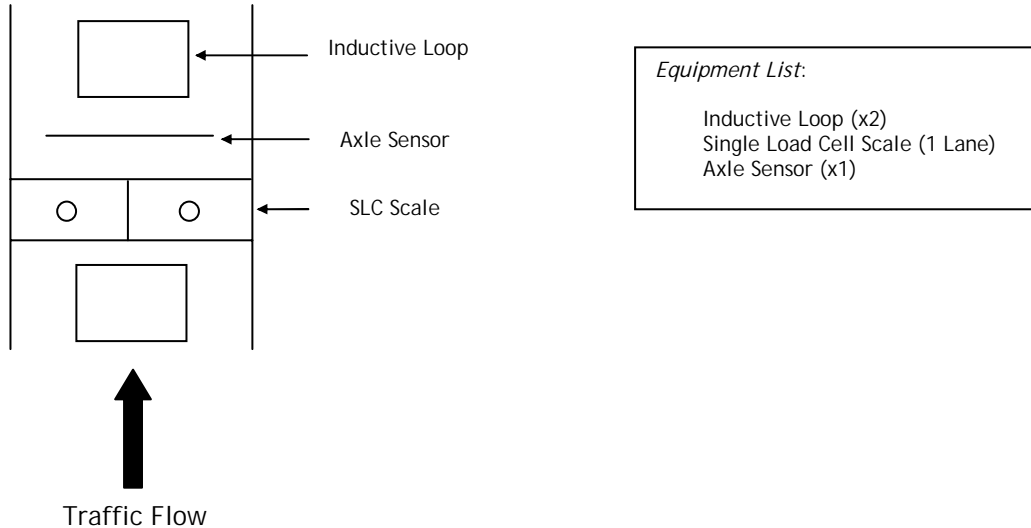 Inductive Loop
Axle Sensor
SLC Scale
Traffic Flow
Equipment List:
Inductive Loop (x2)
Single Load Cell Scale (1 Lane)
Axle Sensor (x1)